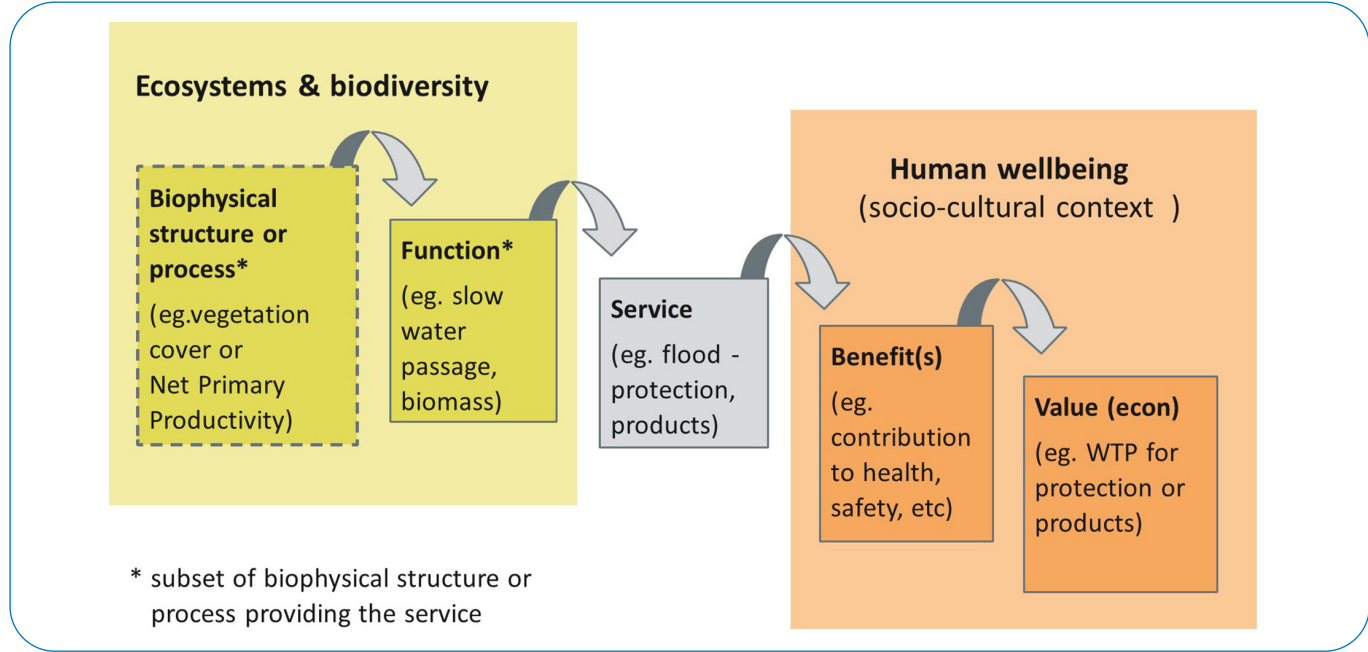 Ecosystems & biodiversity
Biophysical
structure or
process*
(eg.vegetation
cover or
Net Primary
Productivity)
Function*
(eg. slow
water
passage,
biomass)
Service
(eg. flood -
protection,
products)
Human wellbeing
(socio-cultural context )
Benefit(s)
(eg.
contribution
to health,
safety, etc)
Value (econ)
(eg. WTP for
protection or
products)
* subset of biophysical structure or
process providing the service